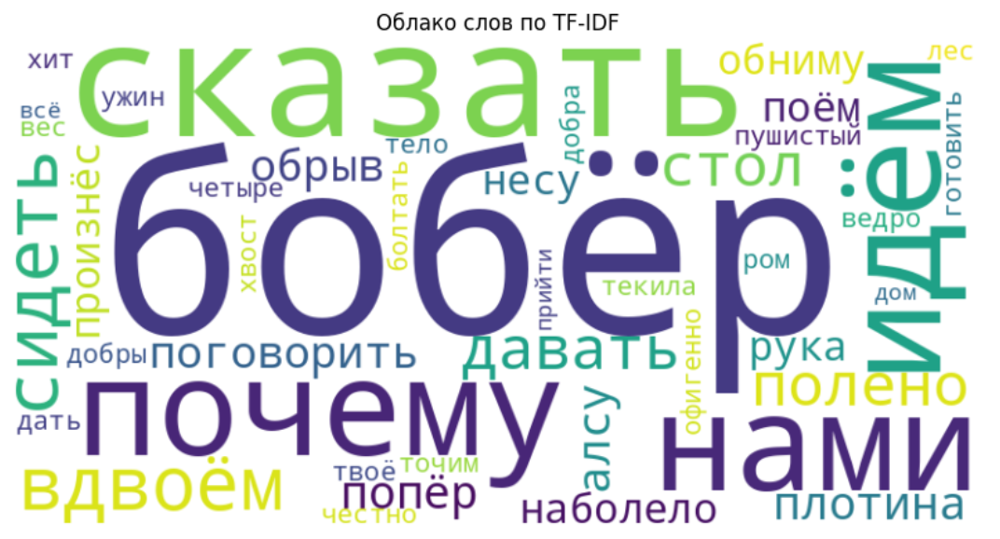 Облако слов по TF-IDF
хит
сказать
обниму
лес
ужин
всё
вес
добра
поём
пушистый
идём
готовить
сидеть
произнёс
бобёр
обрыв
тело
четыре
хвост
болтать
несу
стол
ведро
прийти
текила
ром
дом
добры
поговорить
давать
офигенно
рука
полено
дать
почему
алсу
нами
вдвоём
твоё
точим
попёр
честно
наболело
плотина